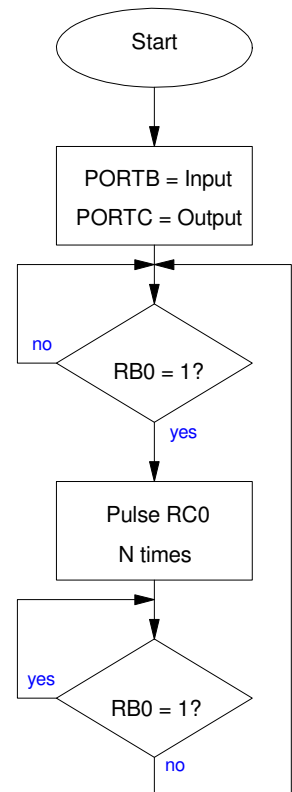 Start
PORTB = Input
PORTC = Output
no
RB0 = 1?
yes
Pulse RC0
N times
yes
RB0 = 1?
no